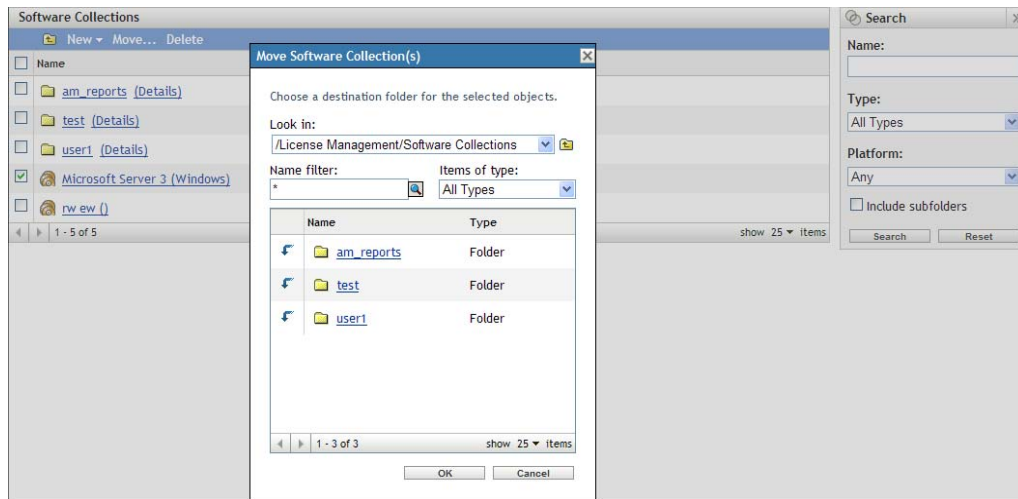 Software Collections
New Move... Delete
Name
am_reports (Details)
test (Details)
user1 (Details)
Microsoft Server 3 (Windows)
rw ew ()
1 - 5 of 5 show 25 items
Move Software Collection(s)
Choose a destination folder for the selected objects.
Look in:
/License Management/Software Collections
Name filter: Items of type:
* All Types
Name Type
am_reports Folder
test Folder
user1 Folder
1 - 3 of 3 show 25 items
OK Cancel
Search
Name:
Type:
All Types
Platform:
Any
Include subfolders
Search Reset